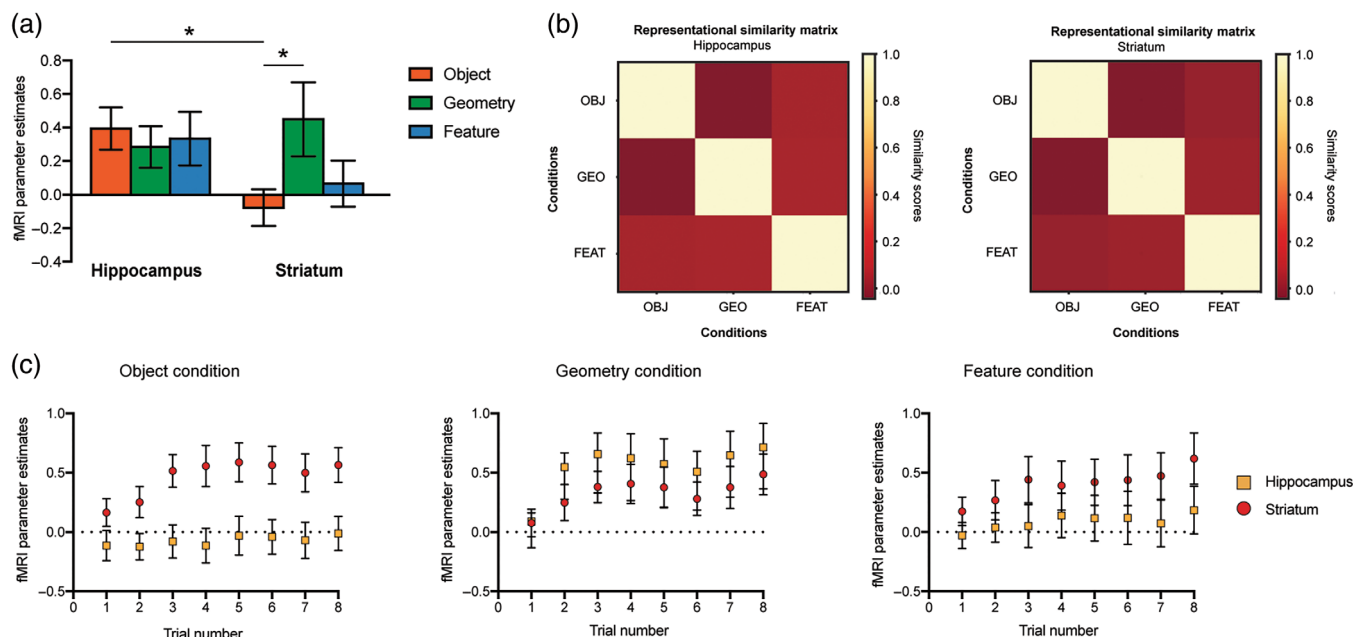 (a)
*
*
0.8
0.6
0.4
0.2
0.0
–0.2
–0.4
fMRI parameter estimates
Hippocampus
Striatum
Object
Geometry
Feature
(b)
Representational similarity matrix
Hippocampus
OBJ
GEO
FEAT
Conditions
OBJ GEO FEAT
Conditions
1.0
0.8
0.6
0.4
0.2
0.0
Similarity scores
Representational similarity matrix
Striatum
OBJ
GEO
FEAT
Conditions
OBJ GEO FEAT
Conditions
1.0
0.8
0.6
0.4
0.2
0.0
Similarity scores
(c)
Object condition
fMRI parameter estimates
1.0
0.5
0.0
–0.5
0 1 2 3 4 5 6 7 8
Trial number
Geometry condition
fMRI parameter estimates
1.0
0.5
0.0
–0.5
0 1 2 3 4 5 6 7 8
Trial number
Feature condition
fMRI parameter estimates
1.0
0.5
0.0
–0.5
0 1 2 3 4 5 6 7 8
Trial number
Hippocampus
Striatum